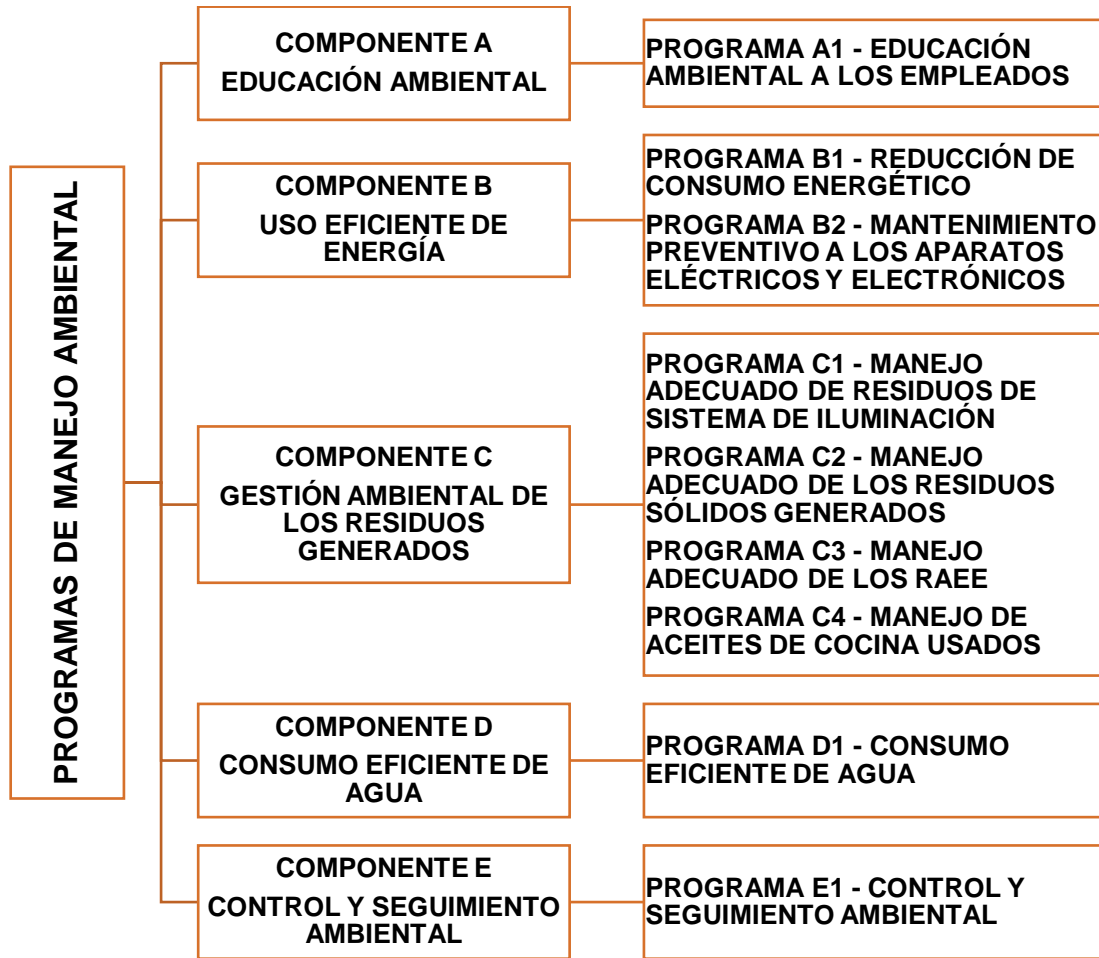 PROGRAMAS DE MANEJO AMBIENTAL
COMPONENTE A
EDUCACIÓN AMBIENTAL
PROGRAMA A1 - EDUCACIÓN
AMBIENTAL A LOS EMPLEADOS
COMPONENTE B
USO EFICIENTE DE
ENERGÍA
PROGRAMA B1 - REDUCCIÓN DE
CONSUMO ENERGÉTICO
PROGRAMA B2 - MANTENIMIENTO
PREVENTIVO A LOS APARATOS
ELÉCTRICOS Y ELECTRÓNICOS
COMPONENTE C
GESTIÓN AMBIENTAL DE
LOS RESIDUOS
GENERADOS
PROGRAMA C1 - MANEJO
ADECUADO DE RESIDUOS DE
SISTEMA DE ILUMINACIÓN
PROGRAMA C2 - MANEJO
ADECUADO DE LOS RESIDUOS
SÓLIDOS GENERADOS
PROGRAMA C3 - MANEJO
ADECUADO DE LOS RAEE
PROGRAMA C4 - MANEJO DE
ACEITES DE COCINA USADOS
COMPONENTE D
CONSUMO EFICIENTE DE
AGUA
PROGRAMA D1 - CONSUMO
EFICIENTE DE AGUA
COMPONENTE E
CONTROL Y SEGUIMIENTO
AMBIENTAL
PROGRAMA E1 - CONTROL Y
SEGUIMIENTO AMBIENTAL